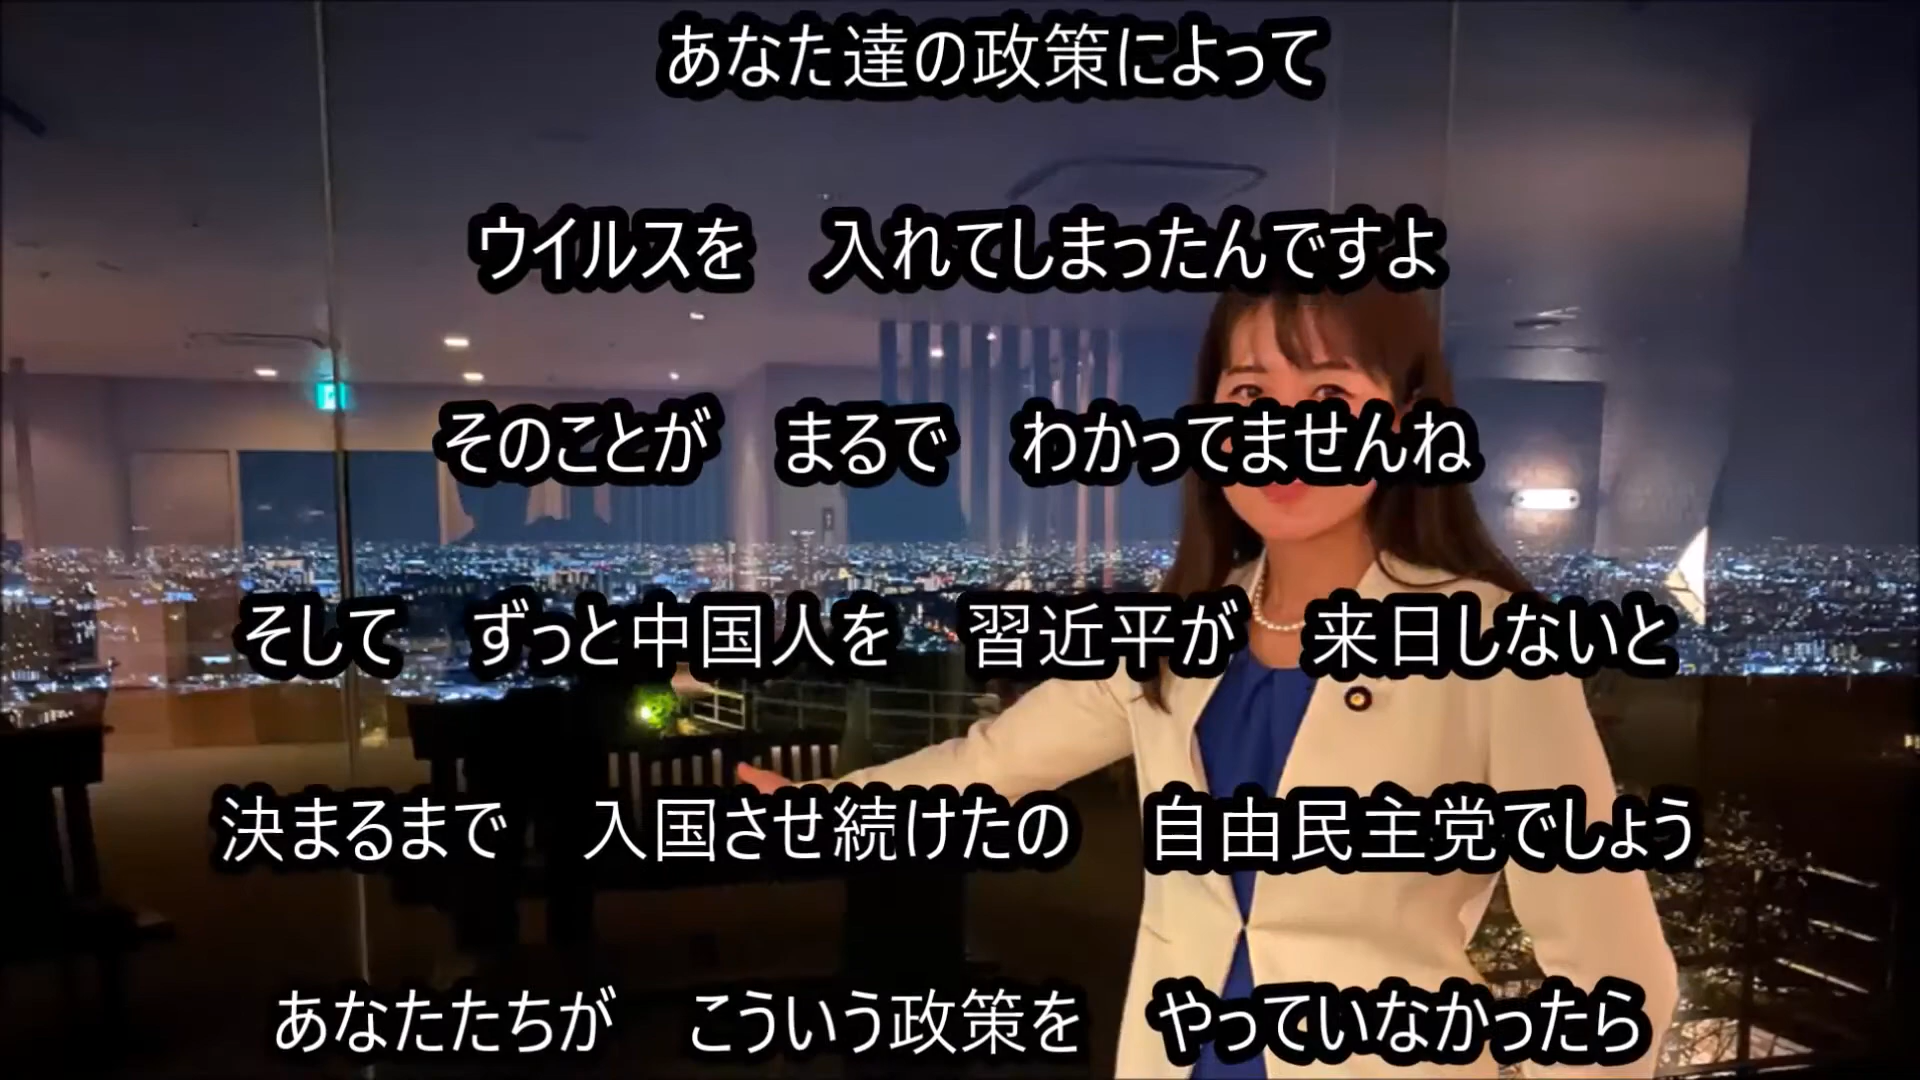 あなた達の政策によって
ウイルスを　入れてしまったんですよ
そのことが　まるで　わかってませんね
そして　ずっと中国人を　習近平が　来日しないと
決まるまで　入国させ続けたの　自由民主党でしょう
あなたたちが　こういう政策を　やっていなかったら